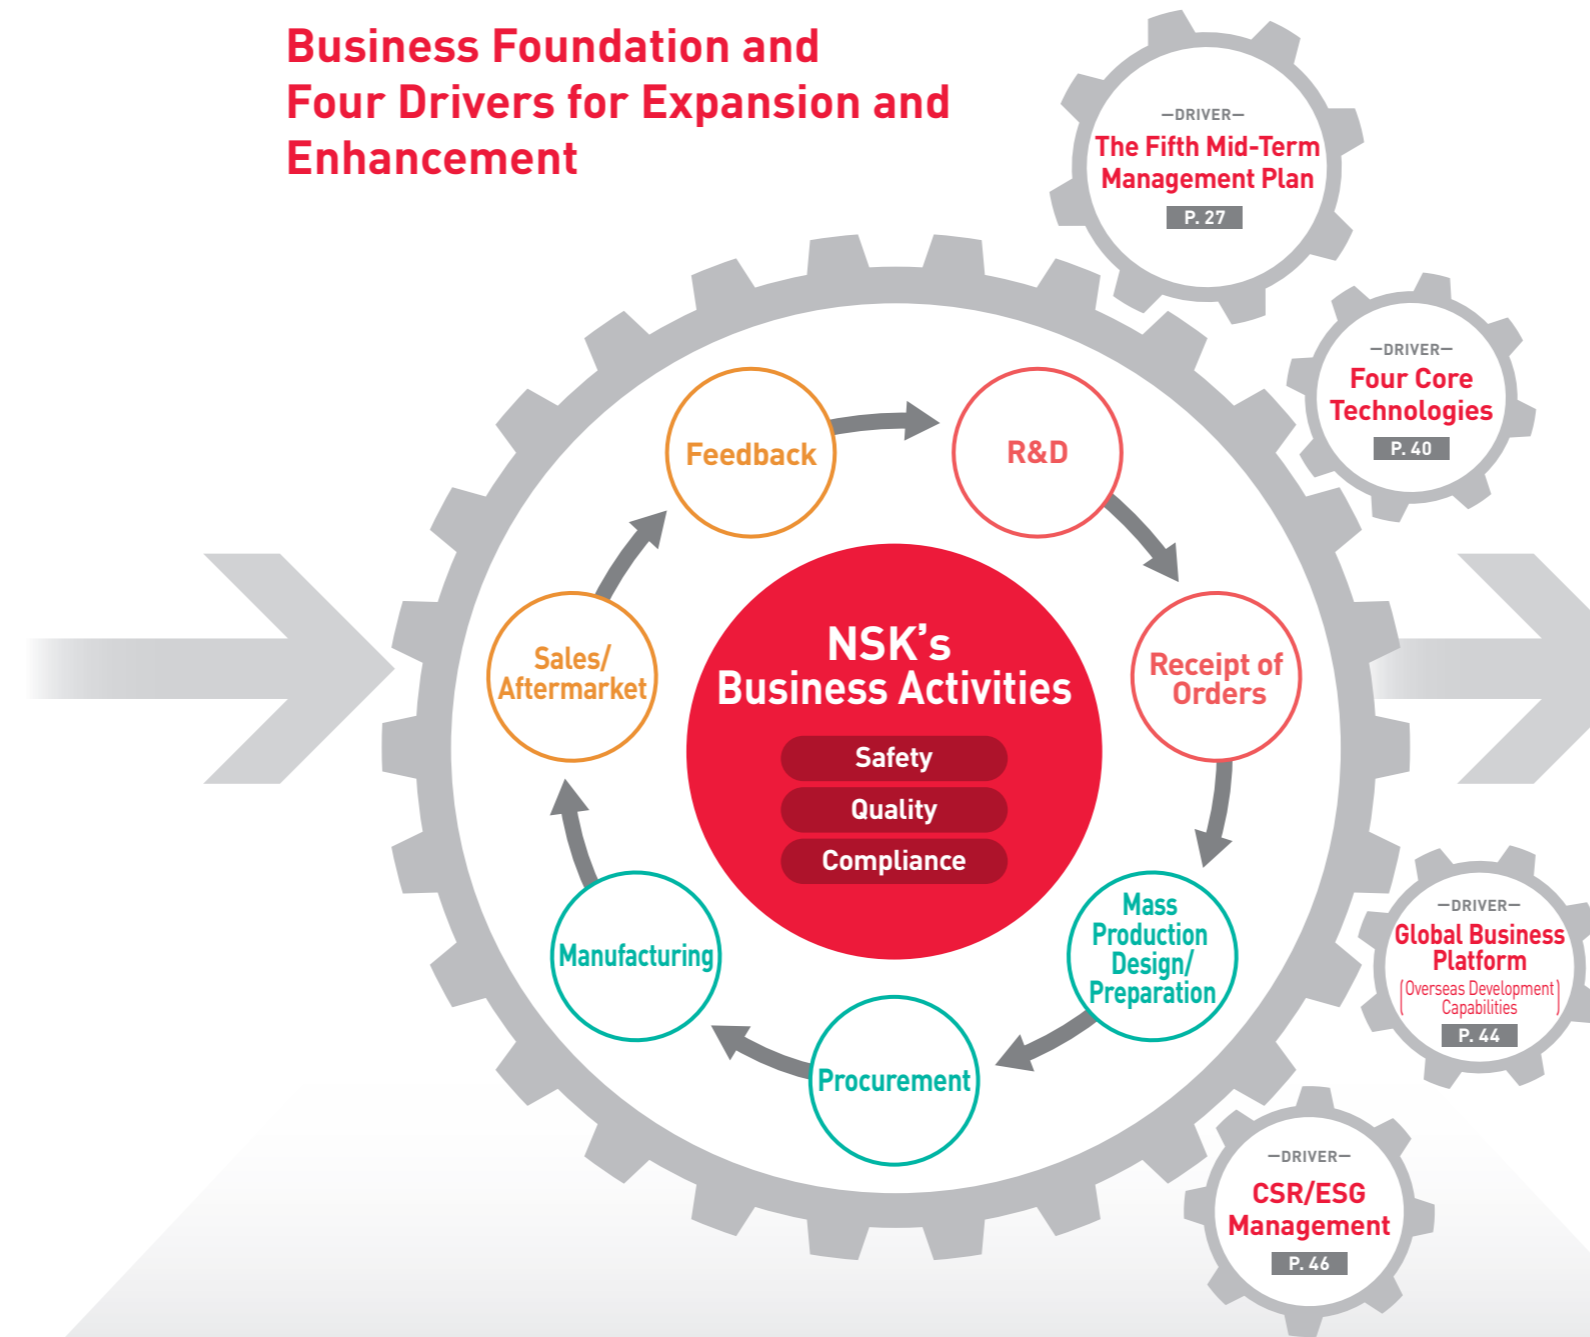 Business Foundation and
Four Drivers for Expansion and
Enhancement
—DRIVER—
The Fifth Mid-Term
Management Plan
P. 27
—DRIVER—
Four Core
Technologies
P. 40
Feedback
R&D
Sales/
Aftermarket
NSK’s
Business Activities
Safety
Quality
Compliance
Receipt of
Orders
Manufacturing
Mass
Production
Design/
Preparation
Procurement
—DRIVER—
Global Business
Platform
(Overseas Development
Capabilities)
P. 44
—DRIVER—
CSR/ESG
Management
P. 46